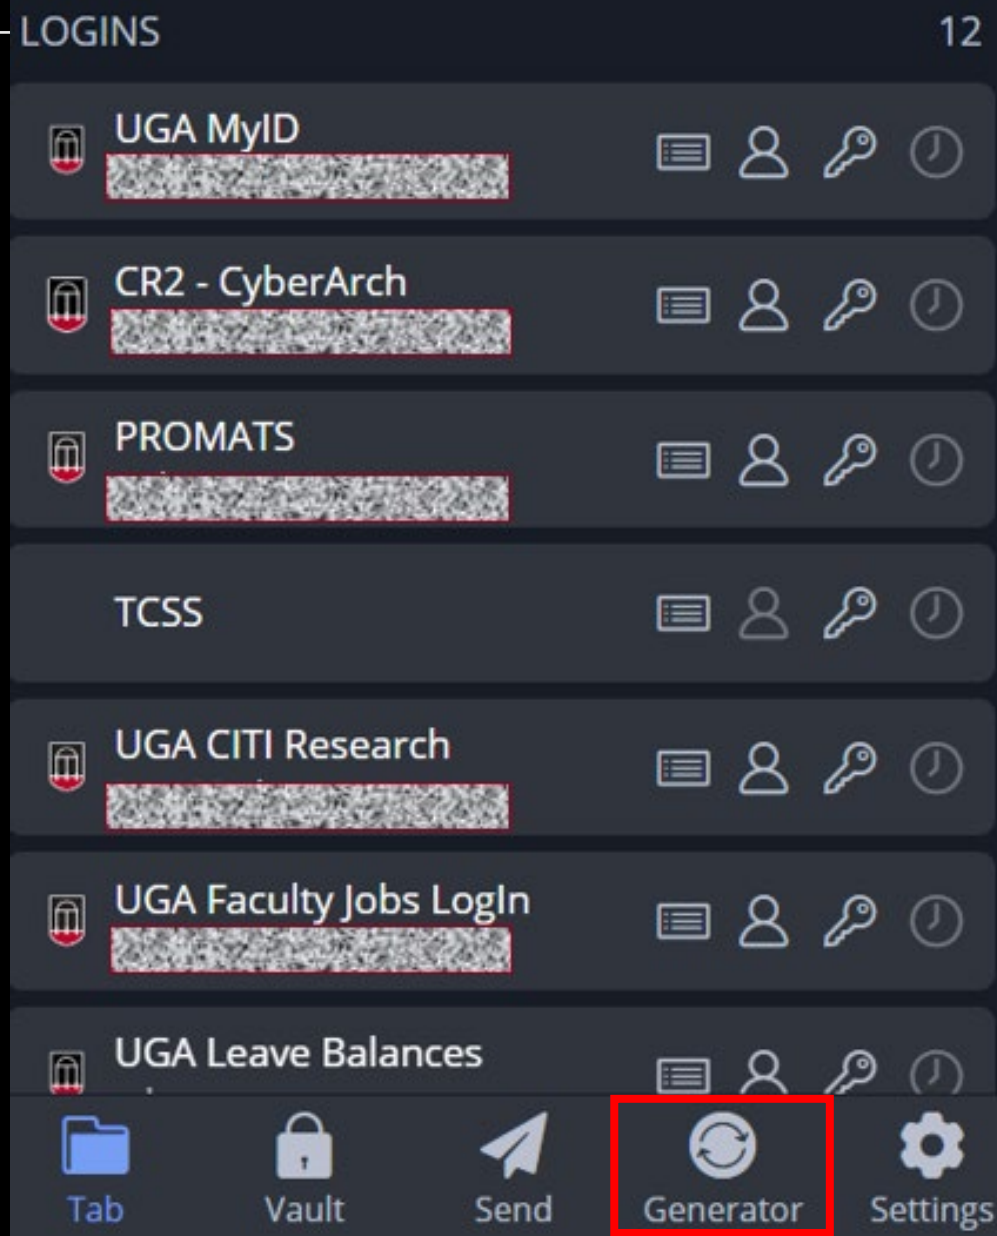 LOGINS 12
UGA MyID
CR2 - CyberArch
PROMATS
TCSS
UGA CITI Research
UGA Faculty Jobs LogIn
UGA Leave Balances
Tab Vault Send Generator Settings